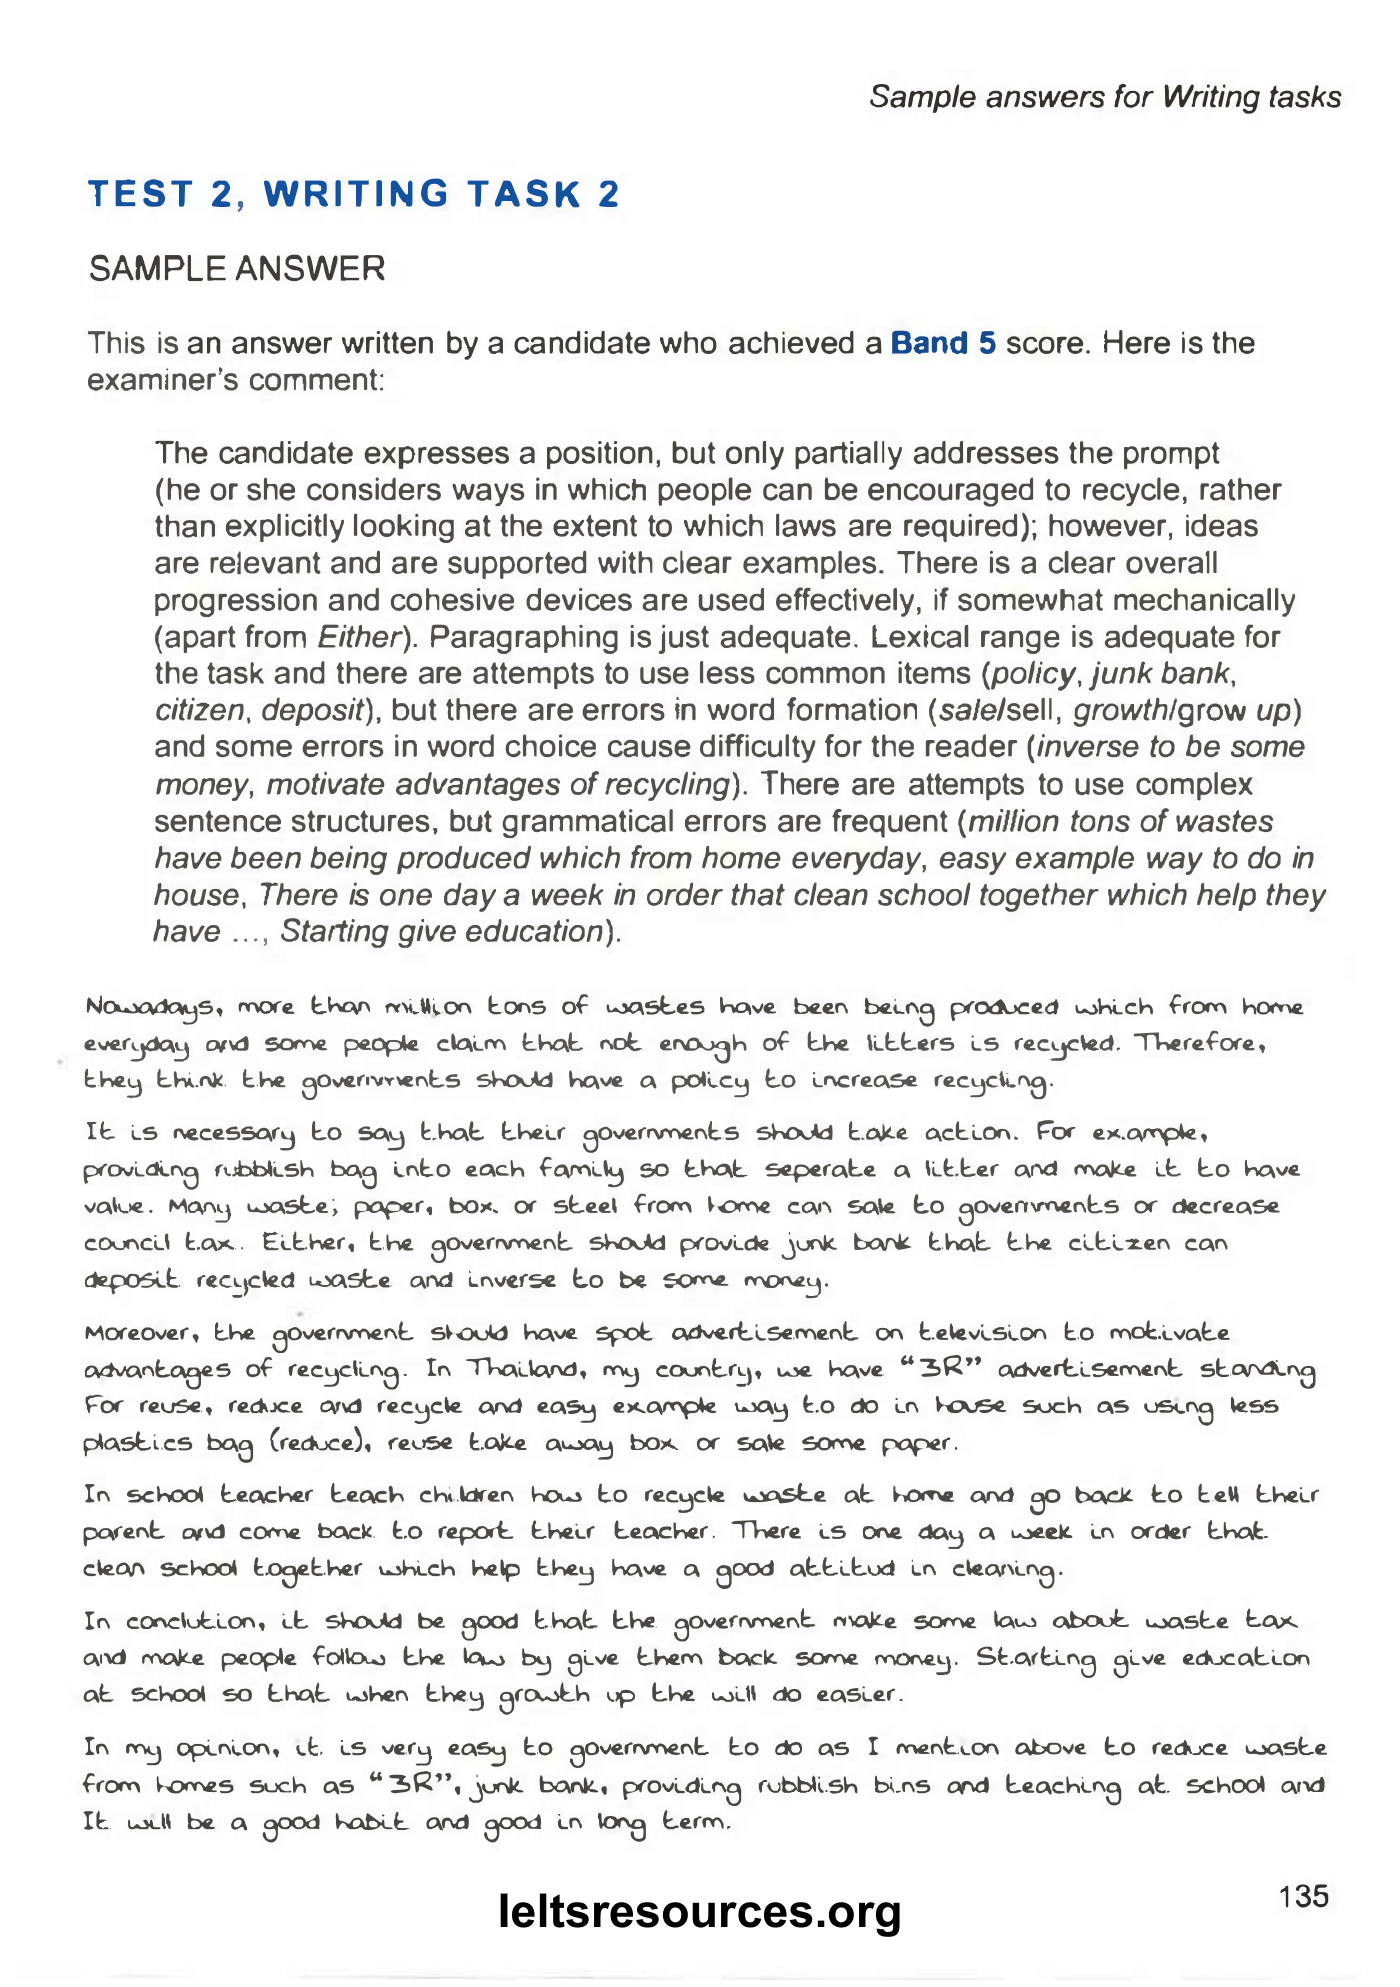 Sample answers for Writing tasks
TEST 2, WRITING TASK 2
SAMPLE ANSWER
This is an answer written by a candidate who achieved a Band 5 score. Here is the
examiner's comment:
The candidate expresses a position, but only partially addresses the prompt
(he or she considers ways in which people can be encouraged to recycle, rather
than explicitly looking at the extent to which laws are required); however, ideas
are relevant and are supported with clear examples. There is a clear overall
progression and cohesive devices are used effectively, if somewhat mechanically
(apart from Either). Paragraphing is just adequate. Lexical range is adequate for
the task and there are attempts to use less common items (policy, junk bank,
citizen, deposit), but there are errors in word formation (sale/sell, growth/grow up)
and some errors in word choice cause difficulty for the reader (inverse to be some
money, motivate advantages of recycling). There are attempts to use complex
sentence structures, but grammatical errors are frequent (million tons of wastes
have been being produced which from home everyday, easy example way to do in
house, There is one day a week in order that clean school together which help they
have ..., Starting give education).
Nowadays, more than million tons of wastes have been being produced which from home
everyday and some people claim that not enough of the litters is recycled. Therefore,
they think the governments should have a policy to increase recycling.
It is necessary to say that their governments should take action. For example,
providing rubblish bag into each family so that seperate a litter and make it to have
value. Many waste; paper, box or steel from home can sale to governments or decrease
council tax. Either, the government should provide junk bank that the citizen can
deposit recycled waste and inverse to be some money.
Moreover, the government should have spot advertisement on television to motivate
advantages of recycling. In Thailand, my country, we have "3R" advertisement standing
For reuse, reduce and recycle and easy example way to do in house such as using less
plastics bag (reduce), reuse take away box or sale some paper.
In school teacher teach children how to recycle waste at home and go back to tell their
parent and come back to report their teacher. There is one day a week in order that
clean school together which help they have a good attitud in cleaning.
In conclution, it should be good that the government make some law about waste tax
and make people follow the law by give them back some money. Starting give education
at school so that when they growth up the will do easier.
In my opinion, it is very easy to government to do as I mention above to reduce waste
from homes such as "3R", junk bank, providing rubblish bins and teaching at school and
It will be a good habit and good in long term.
135
Ieltsresources.org